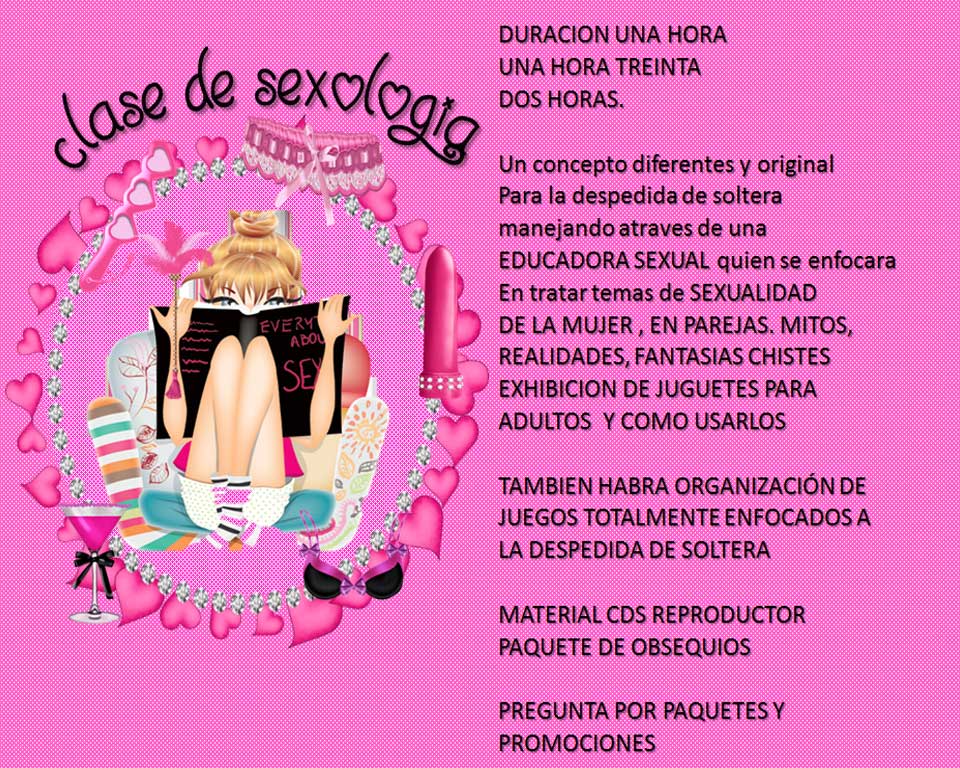 clase de sexologia
EVERYT
ABOU
SEX
DURACION UNA HORA
UNA HORA TREINTA
DOS HORAS.
Un concepto diferentes y original
Para la despedida de soltera
manejando atraves de una
EDUCADORA SEXUAL quien se enfocara
En tratar temas de SEXUALIDAD
DE LA MUJER , EN PAREJAS. MITOS,
REALIDADES, FANTASIAS CHISTES
EXHIBICION DE JUGUETES PARA
ADULTOS Y COMO USARLOS
TAMBIEN HABRA ORGANIZACIÓN DE
JUEGOS TOTALMENTE ENFOCADOS A
LA DESPEDIDA DE SOLTERA
MATERIAL CDS REPRODUCTOR
PAQUETE DE OBSEQUIOS
PREGUNTA POR PAQUETES Y
PROMOCIONES